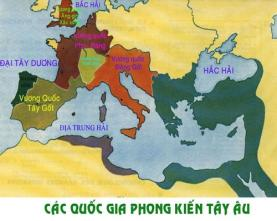 BẮC HẢI
ĐẠI TÂY DƯƠNG
Vương quốc
Đông Gốt
HẮC HẢI
Vương Quốc
Tây Gốt
ĐỊA TRUNG HẢI
CÁC QUỐC GIA PHONG KIẾN TÂY ÂU